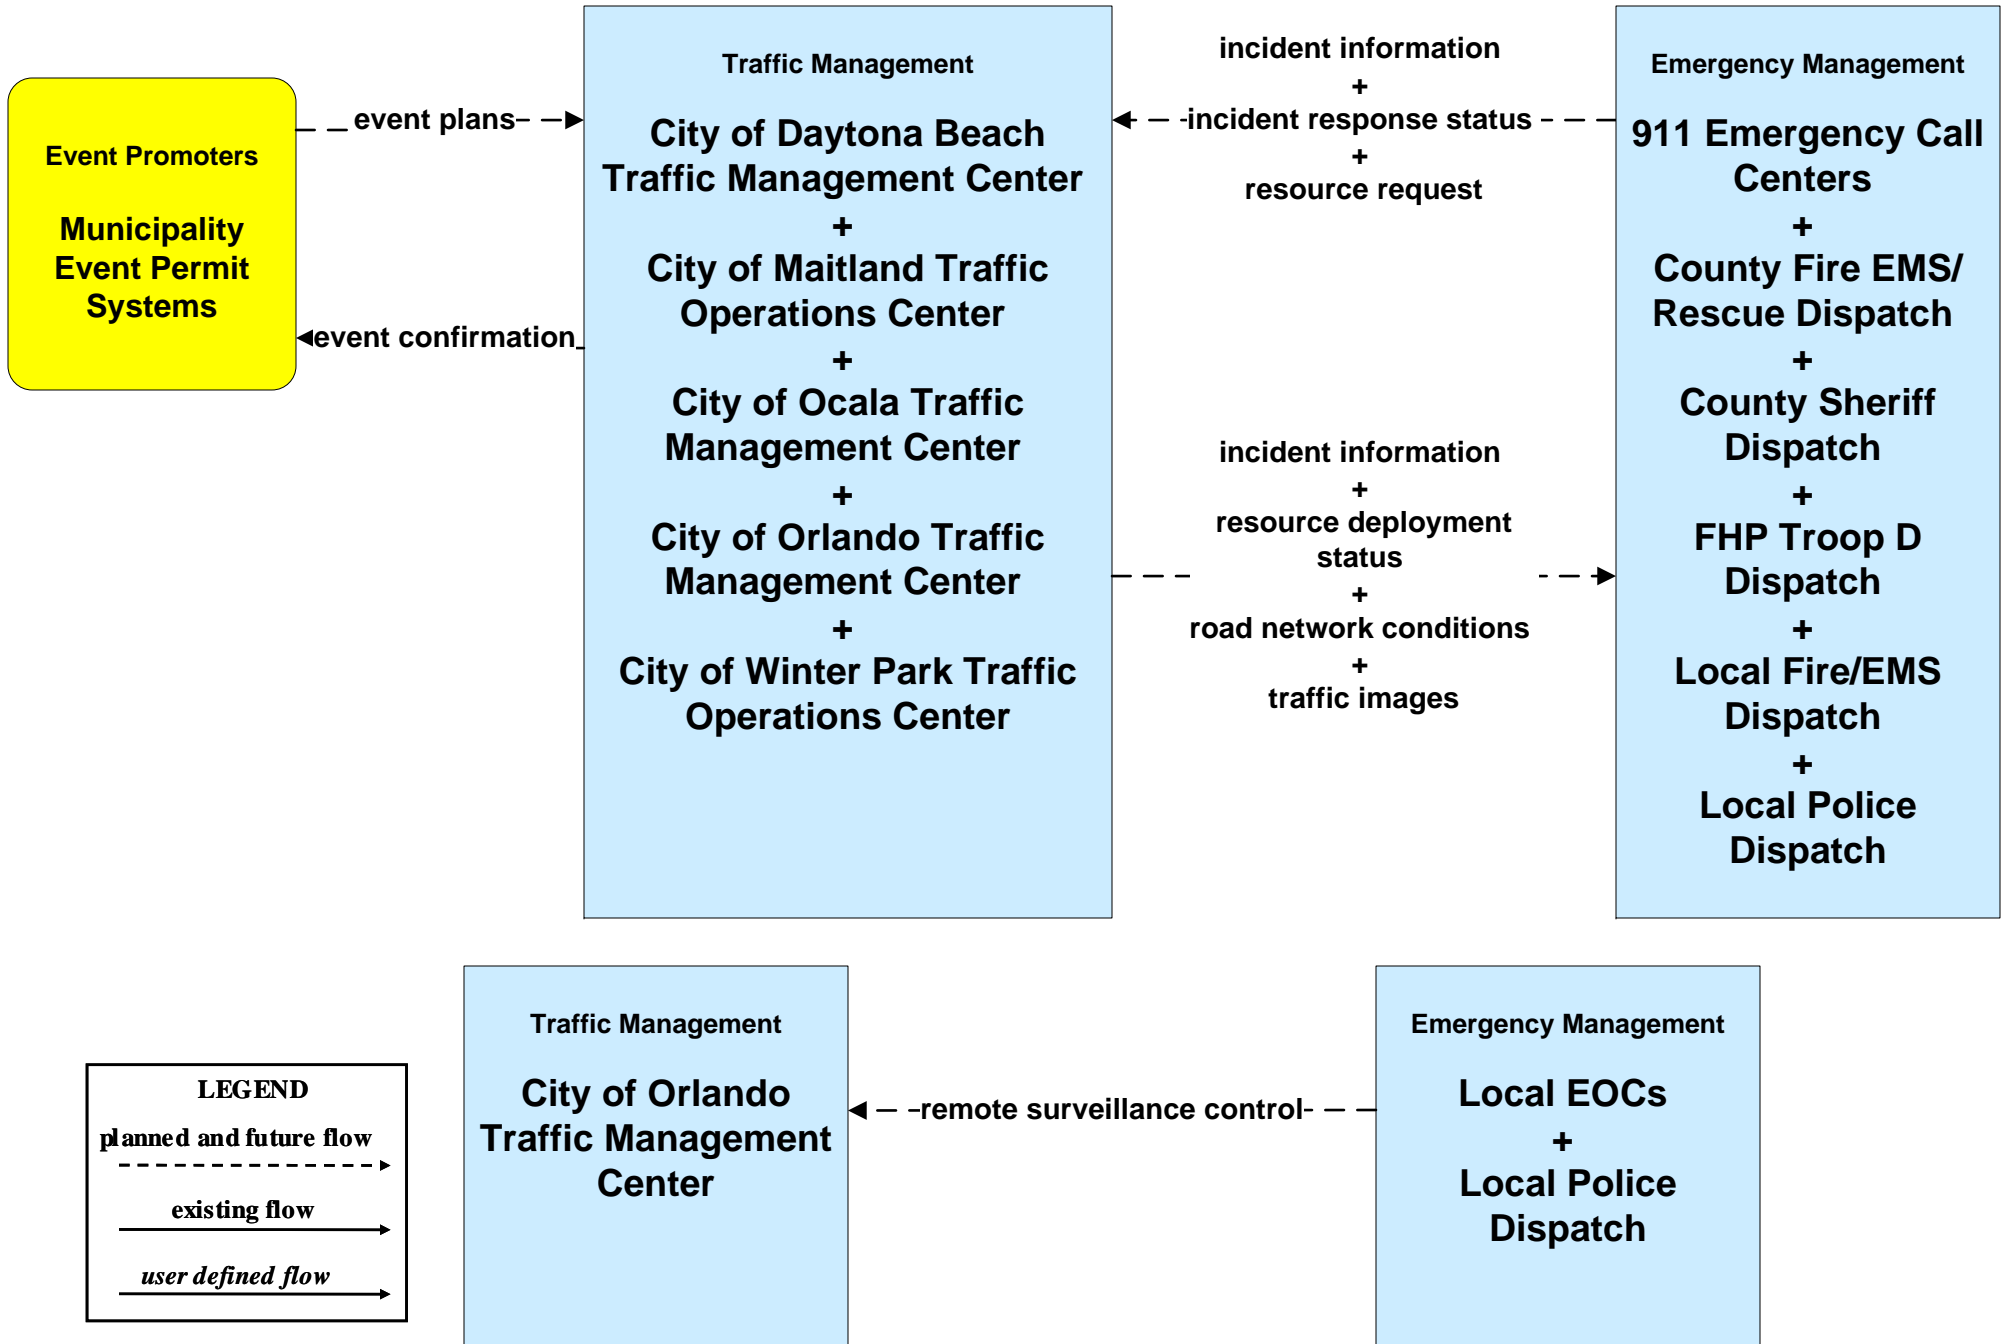 Event Promoters
Municipality
Event Permit
Systems
event plans
event confirmation
Traffic Management
City of Daytona Beach
Traffic Management Center
+
City of Maitland Traffic
Operations Center
+
City of Ocala Traffic
Management Center
+
City of Orlando Traffic
Management Center
+
City of Winter Park Traffic
Operations Center
incident information
+
incident response status
+
resource request
incident information
+
resource deployment
status
+
road network conditions
+
traffic images
Emergency Management
911 Emergency Call
Centers
+
County Fire EMS/
Rescue Dispatch
+
County Sheriff
Dispatch
+
FHP Troop D
Dispatch
+
Local Fire/EMS
Dispatch
+
Local Police
Dispatch
LEGEND
planned and future flow
existing flow
user defined flow
Traffic Management
City of Orlando
Traffic Management
Center
remote surveillance control
Emergency Management
Local EOCs
+
Local Police
Dispatch